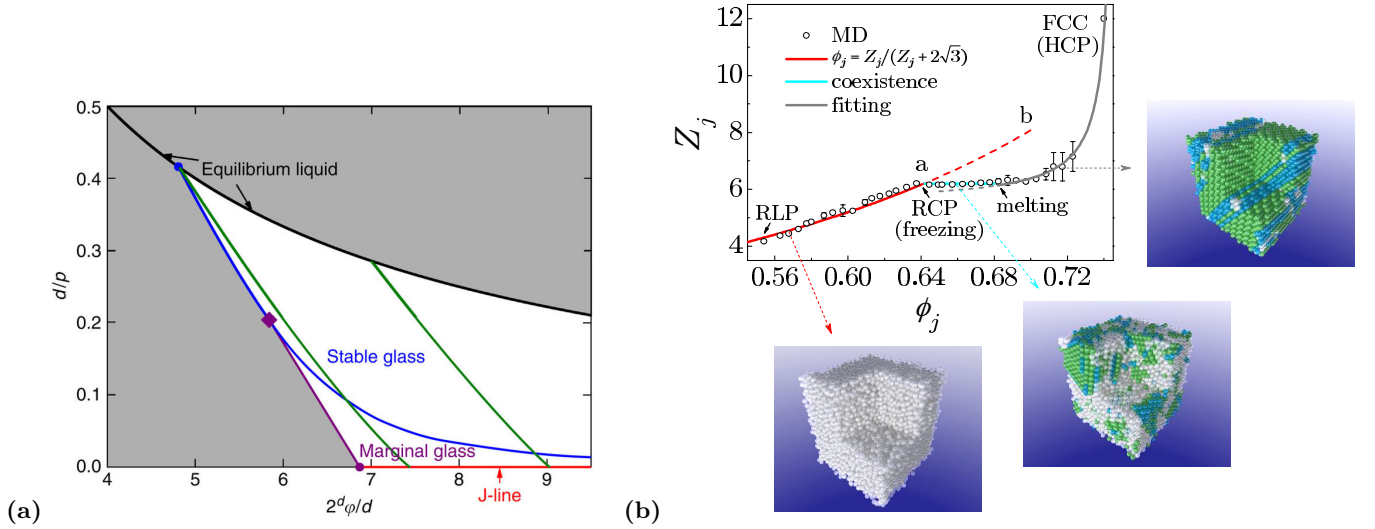 (a)
d/p
0.5
0.4
0.3
0.2
0.1
0.0
4 5 6 7 8 9
2^dφ/d
Equilibrium liquid
Stable glass
Marginal glass
J-line
(b)
Z_j
12
10
8
6
4
MD
ϕ_j = Z_j/(Z_j + 2√3)
coexistence
fitting
FCC
(HCP)
b
a
RLP
RCP
(freezing)
melting
0.56 0.60 0.64 0.68 0.72
ϕ_j